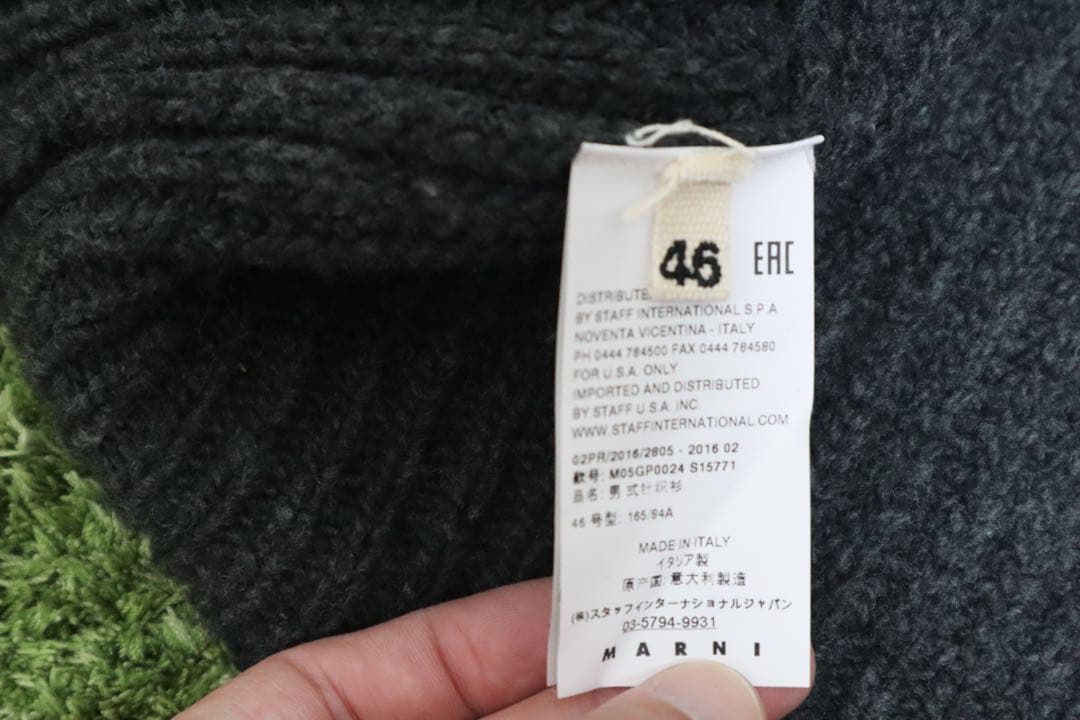 46
EAC
DISTRIBUTE
BY STAFF INTERNATIONAL S.P.A.
NOVENTA VICENTINA - ITALY
PH 0444 784500 FAX 0444 784580
FOR U.S.A. ONLY
IMPORTED AND DISTRIBUTED
BY STAFF U.S.A. INC.
WWW.STAFFINTERNATIONAL.COM
02PR/2016/2805 - 2016 02
款号: M05GP0024 S15771
品名: 男式针织衫
46 号型: 165/84A
MADE IN ITALY
イタリア製
原产国: 意大利製造
(株)スタッフインターナショナルジャパン
03-5794-9931
MARNI